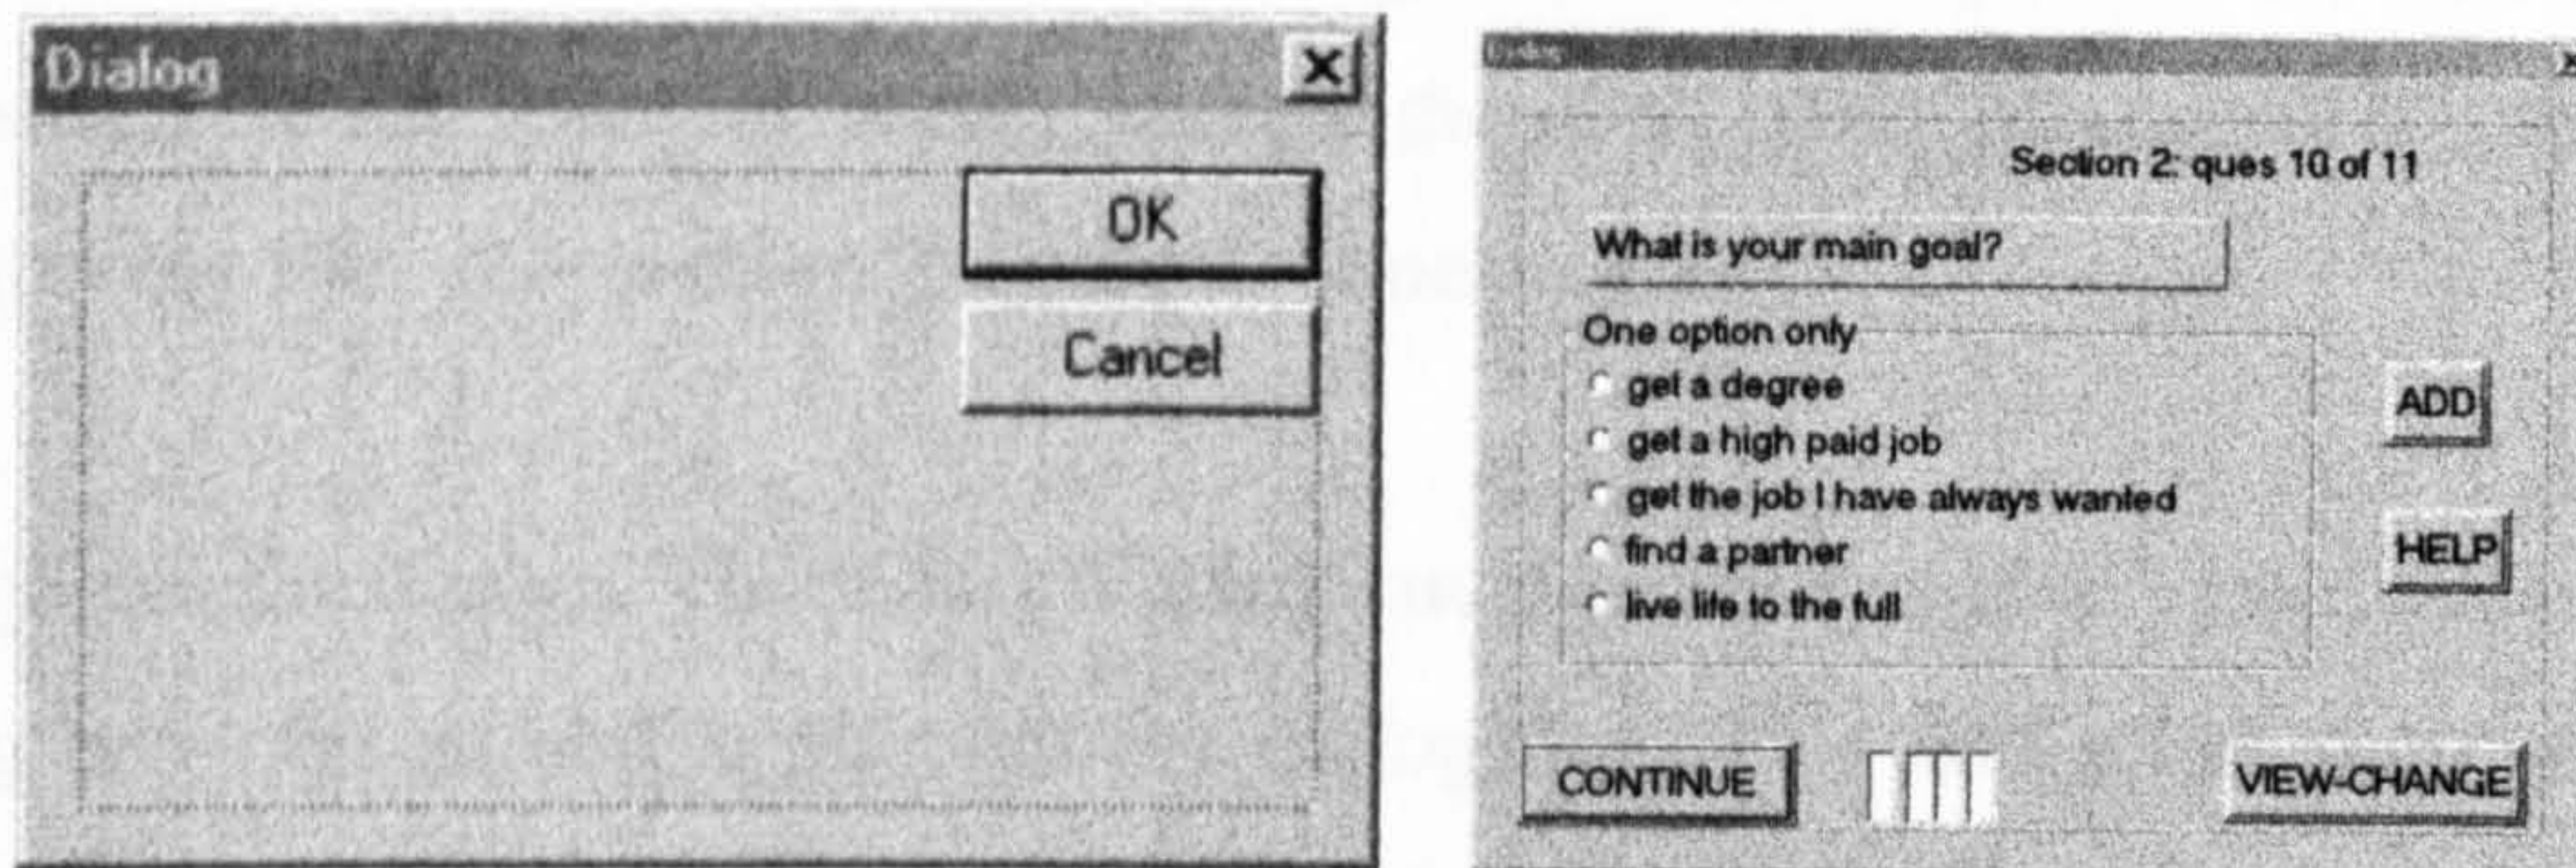 Dialog
OK
Cancel
Dialog
Section 2: ques 10 of 11
What is your main goal?
One option only
get a degree
get a high paid job
get the job I have always wanted
find a partner
live life to the full
ADD
HELP
CONTINUE
VIEW-CHANGE